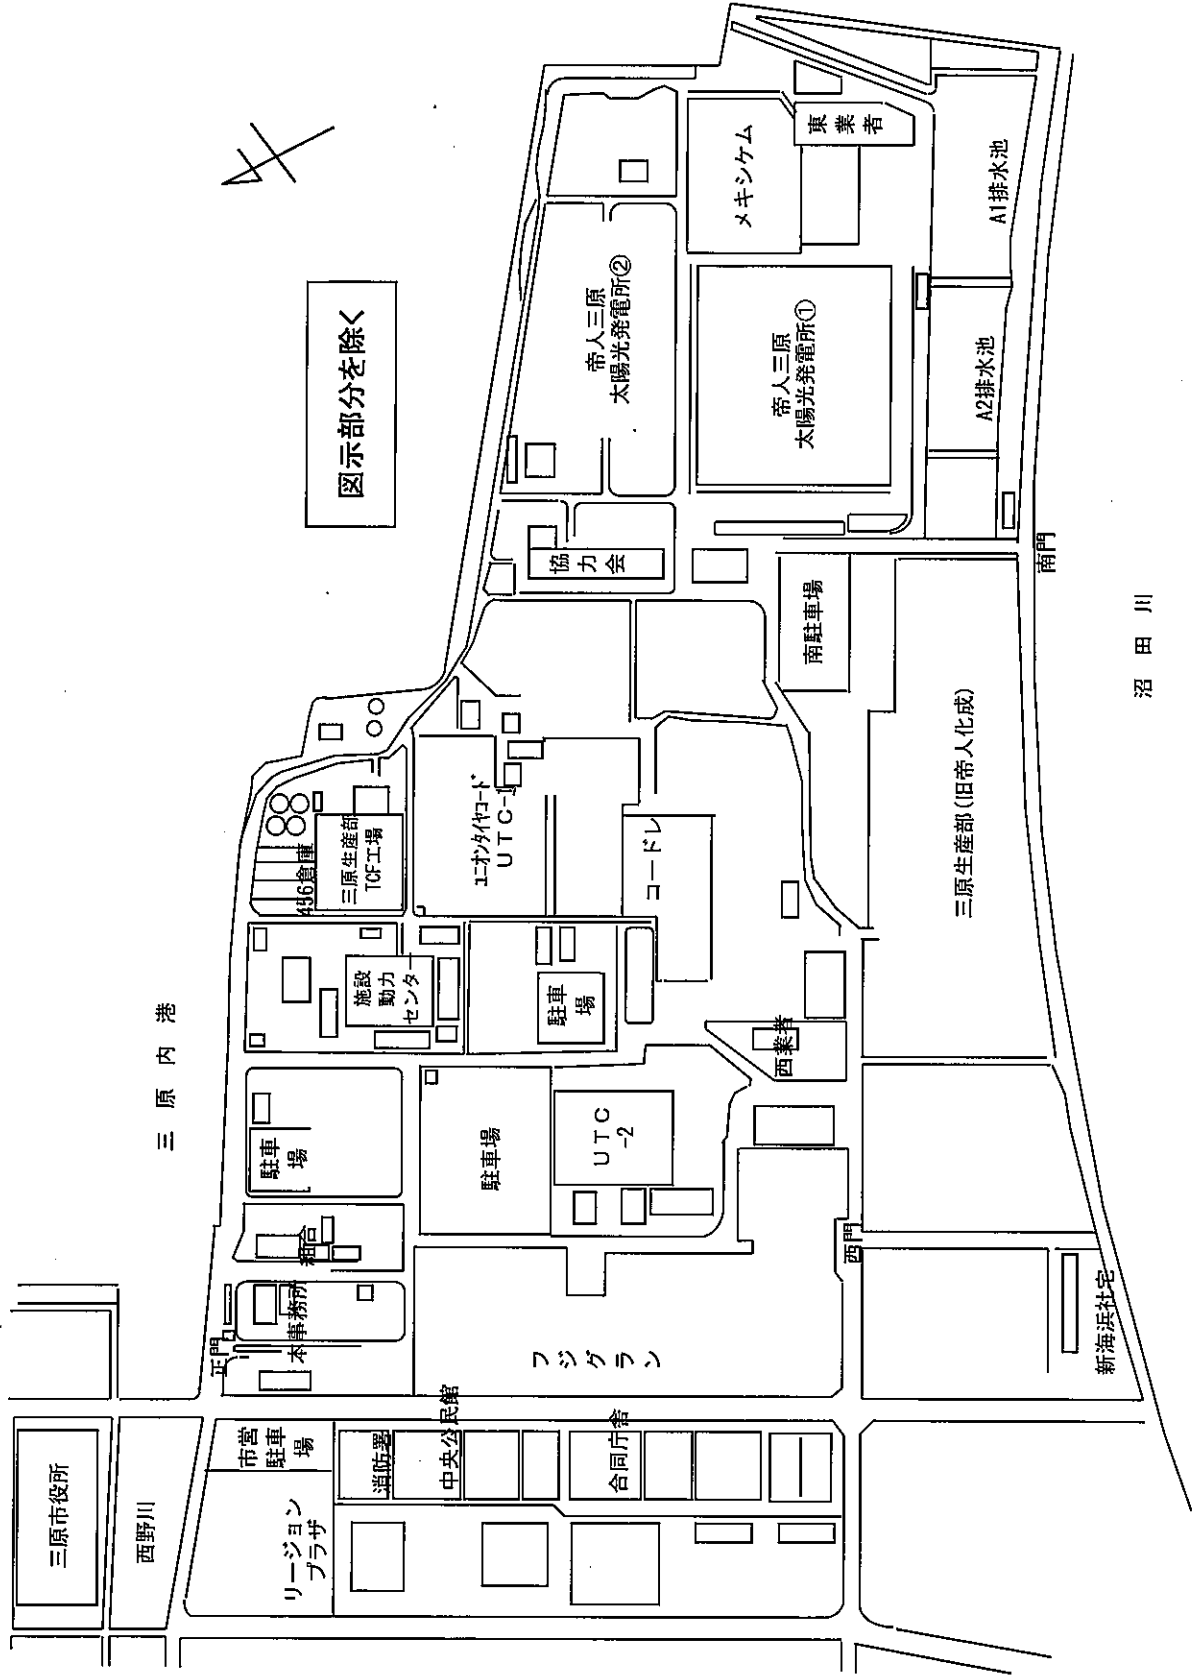 図示部分を除く
三原内港
沼田川
三原市役所
西野川
リージョン
プラザ
市営
駐車
場
消防署
中央公民館
合同庁舎
正門
本事務所
組合
フジグラン
西門
新海浜社宅
駐車
場
駐車場
UTC
-2
西業者
施設
動力
センター
駐車
場
456倉庫
三原生産部
TCF工場
ユニオンタイヤコード
UTC-1
コードレ
三原生産部(旧帝人化成)
南駐車場
南門
協力会
帝人三原
太陽光発電所②
帝人三原
太陽光発電所①
メキシケム
東業者
A1排水池
A2排水池